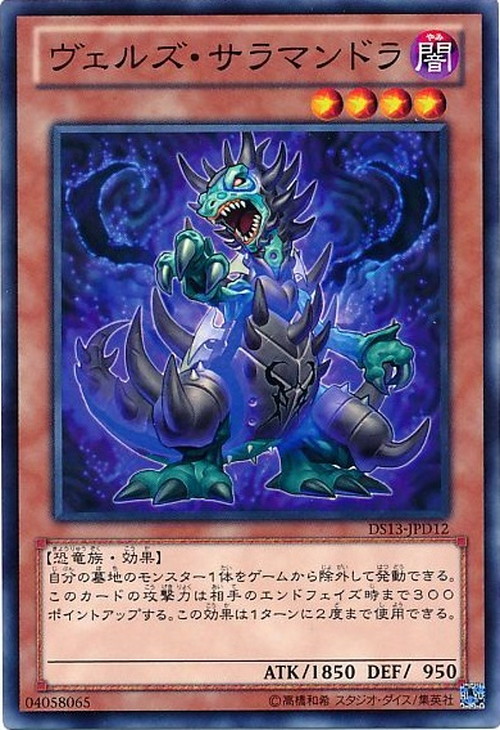 ヴェルズ・サラマンドラ
やみ
闇
DS13-JPD12
【恐竜族・効果】
自分の墓地のモンスター1体をゲームから除外して発動できる。
このカードの攻撃力は相手のエンドフェイズ時まで300
ポイントアップする。この効果は1ターンに2度まで使用できる。
ATK/1850 DEF/ 950
04058065
©高橋和希 スタジオ・ダイス/集英社